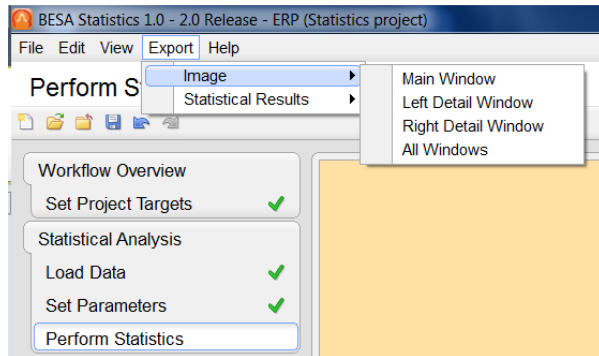 BESA Statistics 1.0 - 2.0 Release - ERP (Statistics project)
File Edit View Export Help
Perform S
Image
Statistical Results
Main Window
Left Detail Window
Right Detail Window
All Windows
Workflow Overview
Set Project Targets
Statistical Analysis
Load Data
Set Parameters
Perform Statistics